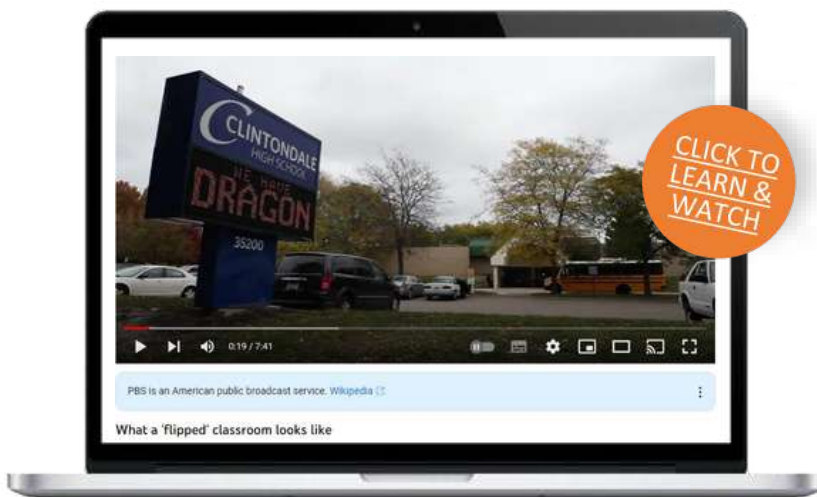 CLINTONDALE
HIGH SCHOOL
WE HAVE
DRAGON
35200
CLICK TO
LEARN &
WATCH
0:19 / 7:41
PBS is an American public broadcast service. Wikipedia
What a 'flipped' classroom looks like